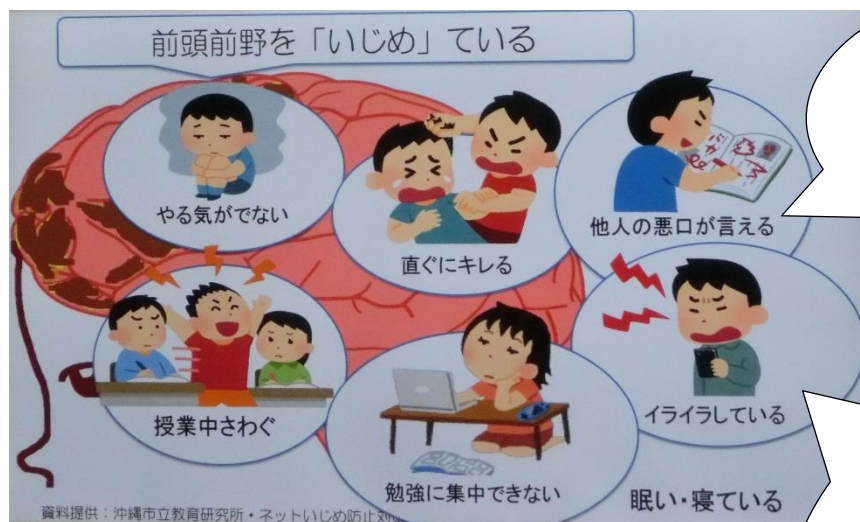 前頭前野を「いじめ」ている
やる気がでない
直ぐにキレる
他人の悪口が言える
授業中さわぐ
勉強に集中できない
イライラしている
眠い・寝ている
資料提供：沖縄市立教育研究所・ネットいじめ防止対